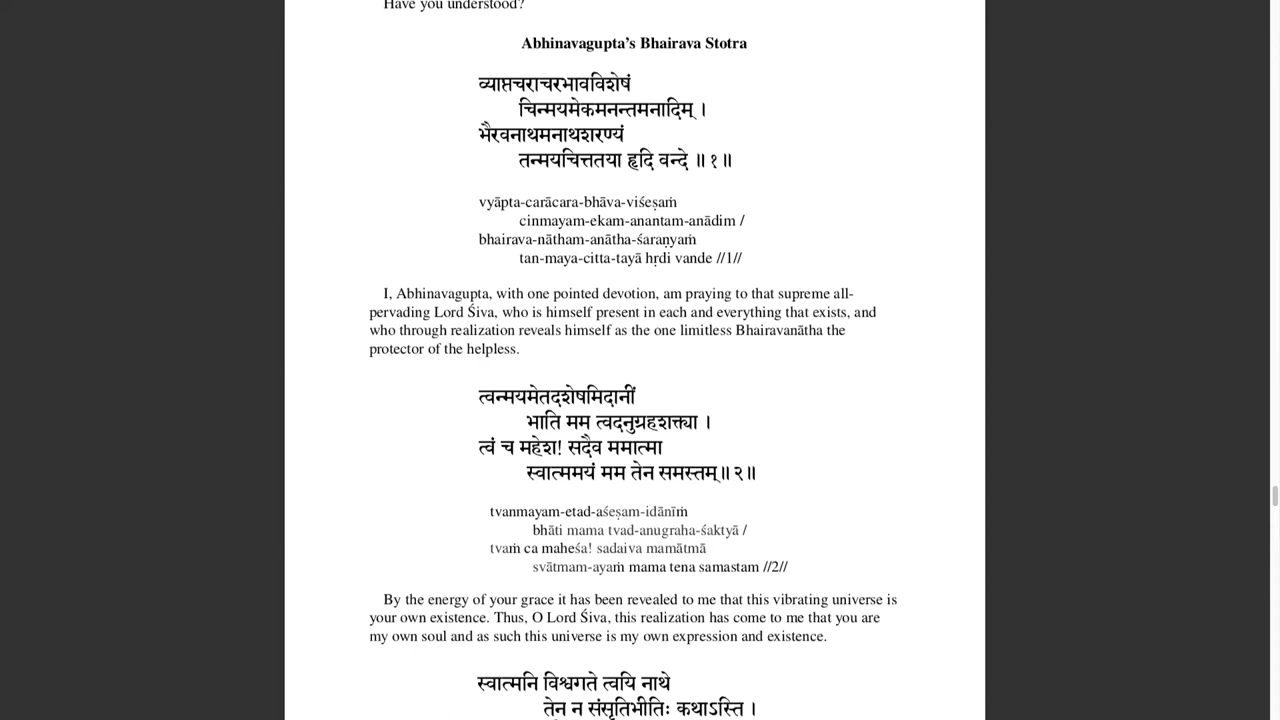 Have you understood?
Abhinavagupta’s Bhairava Stotra
व्याप्तचराचरभावविशेषं
चिन्मयमेकमनन्तमनादिम् ।
भैरवनाथमनाथशरण्यं
तन्मयचित्ततया हृदि वन्दे ॥ १ ॥
vyāpta-carācara-bhāva-viśeṣaṁ
cinmayam-ekam-anantam-anādim /
bhairava-nātham-anātha-śaraṇyaṁ
tan-maya-citta-tayā hṛdi vande //1//
I, Abhinavagupta, with one pointed devotion, am praying to that supreme all-
pervading Lord Śiva, who is himself present in each and everything that exists, and
who through realization reveals himself as the one limitless Bhairavanātha the
protector of the helpless.
त्वन्मयमेतदशेषमिदानीं
भाति मम त्वदनुग्रहशक्त्या ।
त्वं च महेश! सदैव ममात्मा
स्वात्ममयं मम तेन समस्तम् ॥ २ ॥
tvanmayam-etad-aśeṣam-idānīṁ
bhāti mama tvad-anugraha-śaktyā /
tvaṁ ca maheśa! sadaiva mamātmā
svātmam-ayaṁ mama tena samastam //2//
By the energy of your grace it has been revealed to me that this vibrating universe is
your own existence. Thus, O Lord Śiva, this realization has come to me that you are
my own soul and as such this universe is my own expression and existence.
स्वात्मनि विश्वगते त्वयि नाथे
तेन न संसृतिभीतिः कथाऽस्ति ।